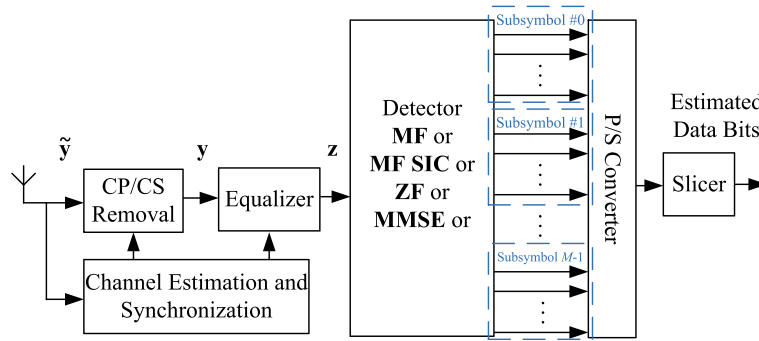 ỹ
CP/CS
Removal
y
Equalizer
z
Channel Estimation and
Synchronization
Detector
MF or
MF SIC or
ZF or
MMSE or
Subsymbol #0
Subsymbol #1
Subsymbol M-1
P/S Converter
Estimated
Data Bits
Slicer